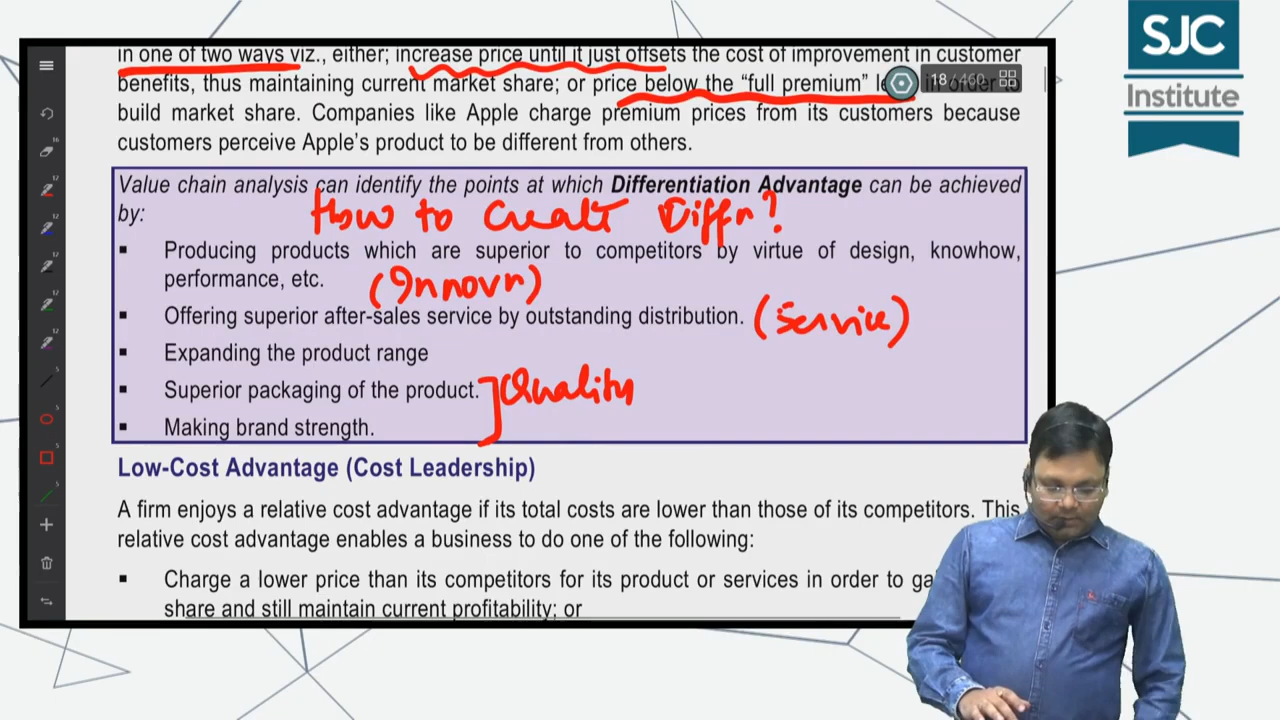 in one of two ways viz., either; increase price until it just offsets the cost of improvement in customer
benefits, thus maintaining current market share; or price below the “full premium” le in order to
build market share. Companies like Apple charge premium prices from its customers because
customers perceive Apple’s product to be different from others.
18 / 460
SJC
Institute
Value chain analysis can identify the points at which Differentiation Advantage can be achieved
by:
How to Create Diffn?
▪ Producing products which are superior to competitors by virtue of design, knowhow,
performance, etc.
(Innovn)
▪ Offering superior after-sales service by outstanding distribution. (Service)
▪ Expanding the product range
▪ Superior packaging of the product.
Quality
▪ Making brand strength.
Low-Cost Advantage (Cost Leadership)
A firm enjoys a relative cost advantage if its total costs are lower than those of its competitors. This
relative cost advantage enables a business to do one of the following:
▪ Charge a lower price than its competitors for its product or services in order to ga
share and still maintain current profitability; or